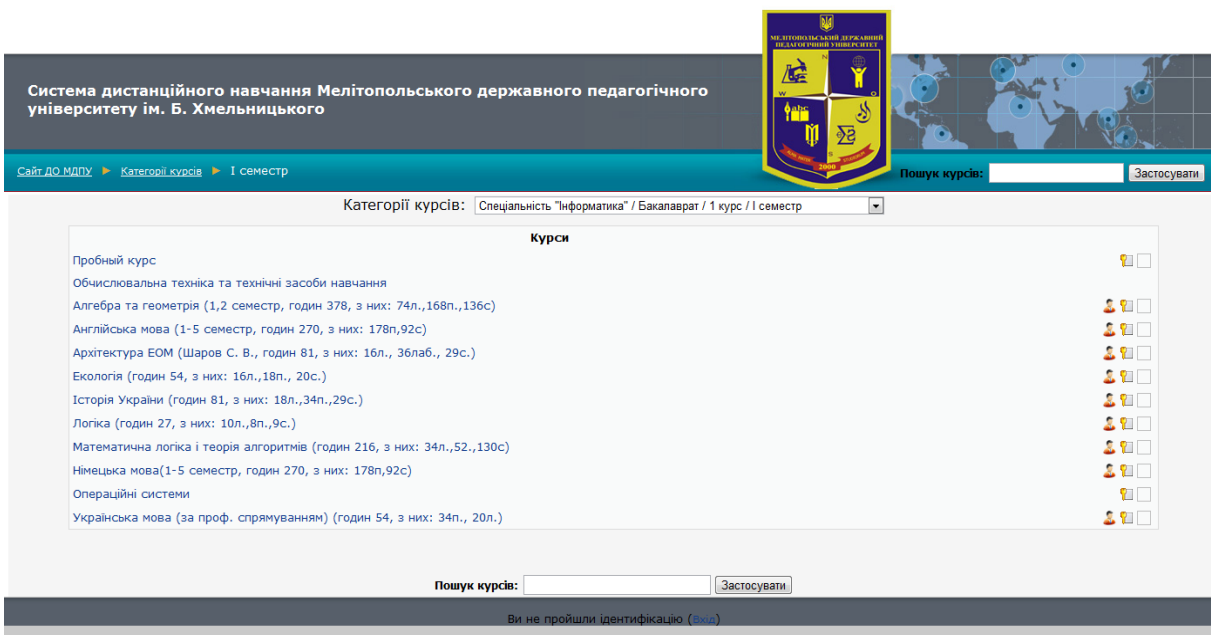 МЕЛІТОПОЛЬСЬКИЙ ДЕРЖАВНИЙ
ПЕДАГОГІЧНИЙ УНІВЕРСИТЕТ
N
W
O
abc
S
2000
Система дистанційного навчання Мелітопольського державного педагогічного
університету ім. Б. Хмельницького
Сайт ДО МДПУ ► Категорії курсів ► I семестр
Пошук курсів: Застосувати
Категорії курсів: Спеціальність "Інформатика" / Бакалаврат / 1 курс / I семестр
Курси
Пробный курс
Обчислювальна техніка та технічні засоби навчання
Алгебра та геометрія (1,2 семестр, годин 378, з них: 74л.,168п.,136с)
Англійська мова (1-5 семестр, годин 270, з них: 178п,92с)
Архітектура ЕОМ (Шаров С. В., годин 81, з них: 16л., 36лаб., 29с.)
Екологія (годин 54, з них: 16л.,18п., 20с.)
Історія України (годин 81, з них: 18л.,34п.,29с.)
Логіка (годин 27, з них: 10л.,8п.,9с.)
Математична логіка і теорія алгоритмів (годин 216, з них: 34л.,52.,130с)
Німецька мова(1-5 семестр, годин 270, з них: 178п,92с)
Операційні системи
Українська мова (за проф. спрямуванням) (годин 54, з них: 34п., 20л.)
Пошук курсів: Застосувати
Ви не пройшли ідентифікацію (Вхід)